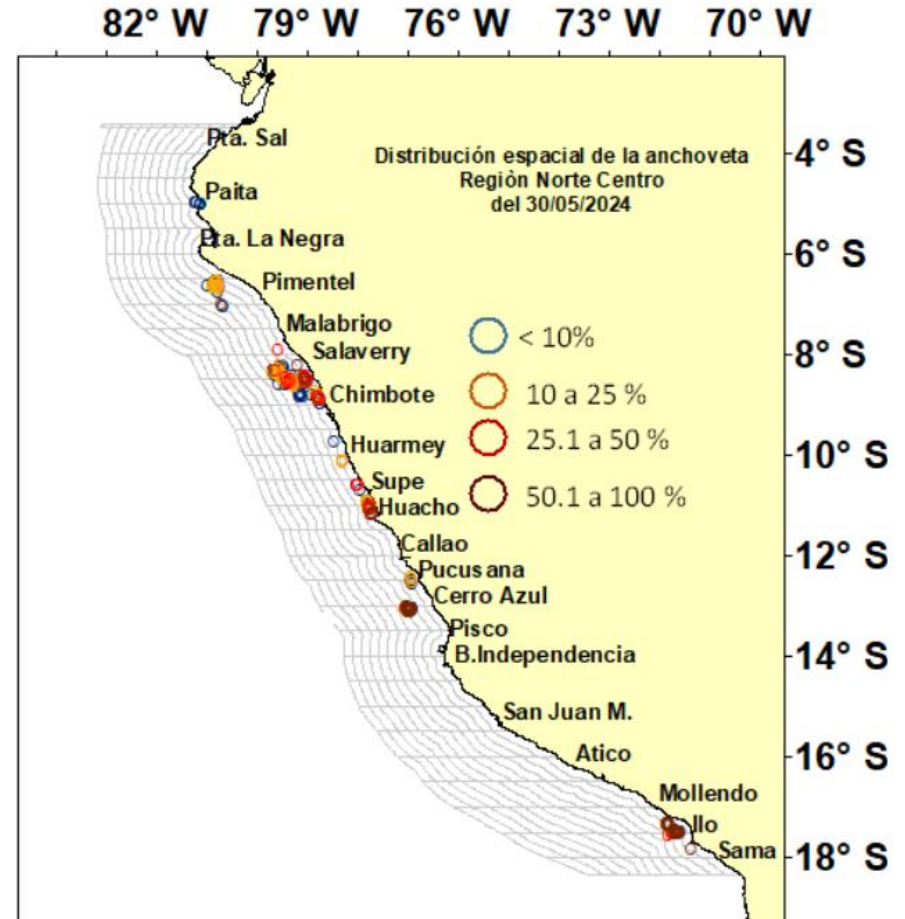 82° W 79° W 76° W 73° W 70° W
Pta. Sal
Distribución espacial de la anchoveta
Regiòn Norte Centro
del 30/05/2024
4° S
Paita
Pta. La Negra
6° S
Pimentel
Malabrigo
Salaverry
8° S
< 10%
Chimbote
10 a 25 %
Huarmey
25.1 a 50 %
10° S
Supe
50.1 a 100 %
Huacho
Callao
12° S
Pucusana
Cerro Azul
Pisco
B.Independencia
14° S
San Juan M.
Atico
16° S
Mollendo
Ilo
Sama
18° S